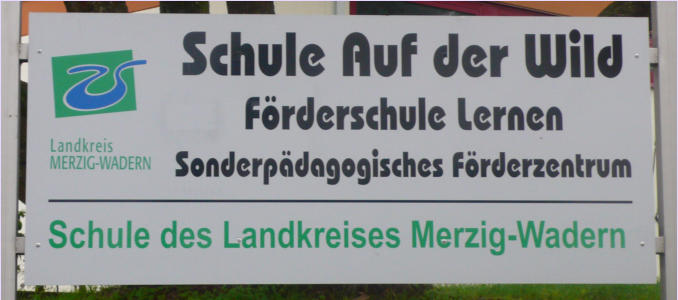 Schule Auf der Wild
Förderschule Lernen
Landkreis
MERZIG-WADERN
Sonderpädagogisches Förderzentrum
Schule des Landkreises Merzig-Wadern